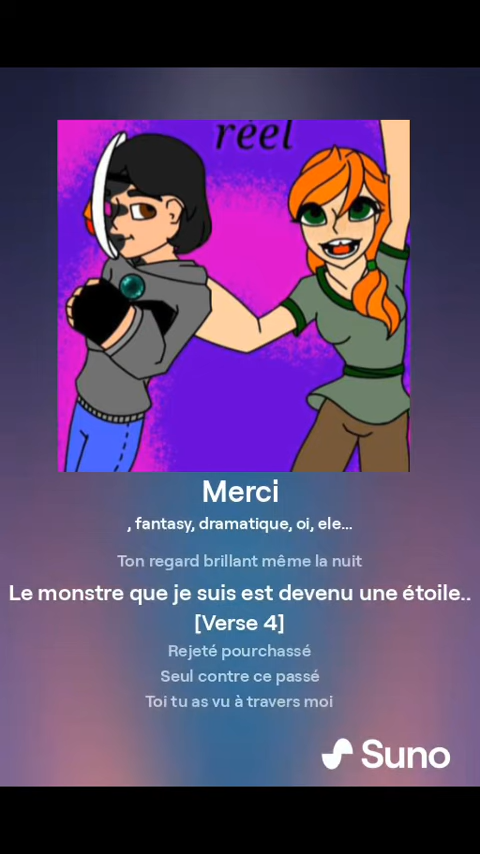 réel
Merci
, fantasy, dramatique, oi, ele...
Ton regard brillant même la nuit
Le monstre que je suis est devenu une étoile..
[Verse 4]
Rejeté pourchassé
Seul contre ce passé
Toi tu as vu à travers moi
Suno